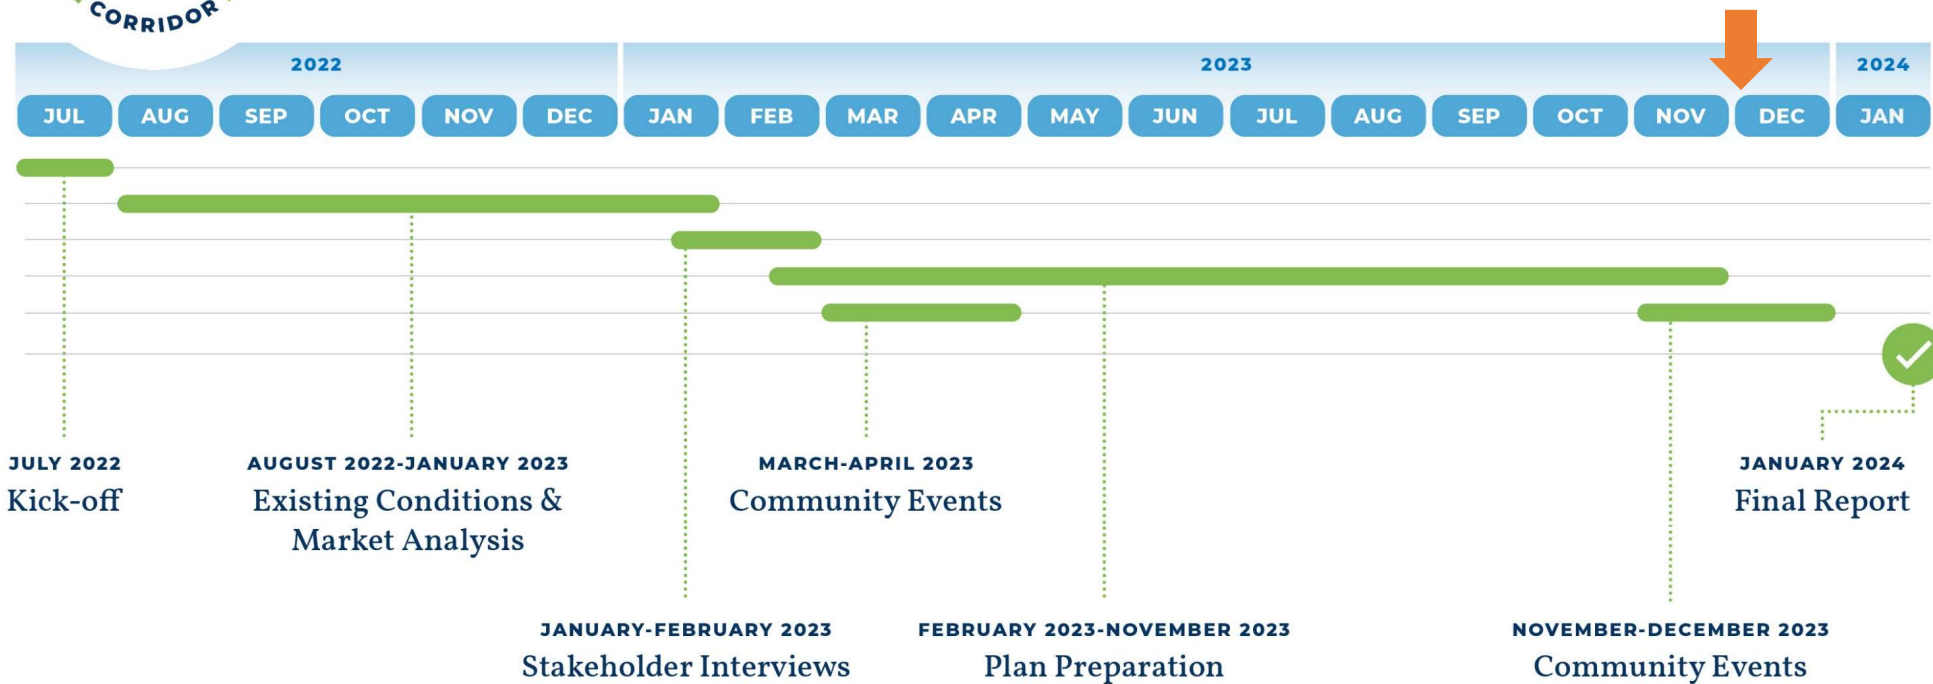 CORRIDOR
2022 2023 2024
JUL AUG SEP OCT NOV DEC JAN FEB MAR APR MAY JUN JUL AUG SEP OCT NOV DEC JAN
JULY 2022
Kick-off
AUGUST 2022-JANUARY 2023
Existing Conditions &
Market Analysis
MARCH-APRIL 2023
Community Events
JANUARY 2024
Final Report
JANUARY-FEBRUARY 2023
Stakeholder Interviews
FEBRUARY 2023-NOVEMBER 2023
Plan Preparation
NOVEMBER-DECEMBER 2023
Community Events